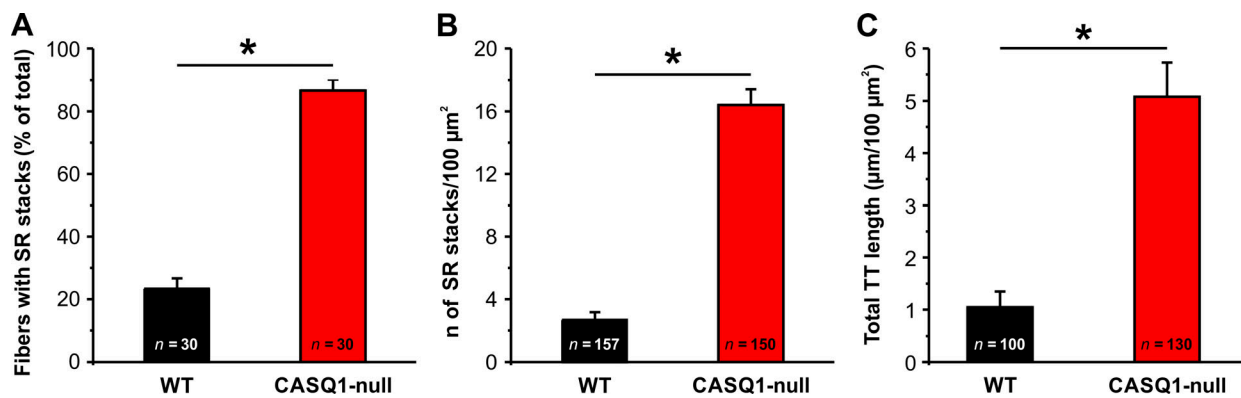 A
Fibers with SR stacks (% of total)
100
80
60
40
20
0
*
n = 30
n = 30
WT
CASQ1-null
B
n of SR stacks/100 µm²
20
16
12
8
4
0
*
n = 157
n = 150
WT
CASQ1-null
C
Total TT length (µm/100 µm²)
6
5
4
3
2
1
0
*
n = 100
n = 130
WT
CASQ1-null